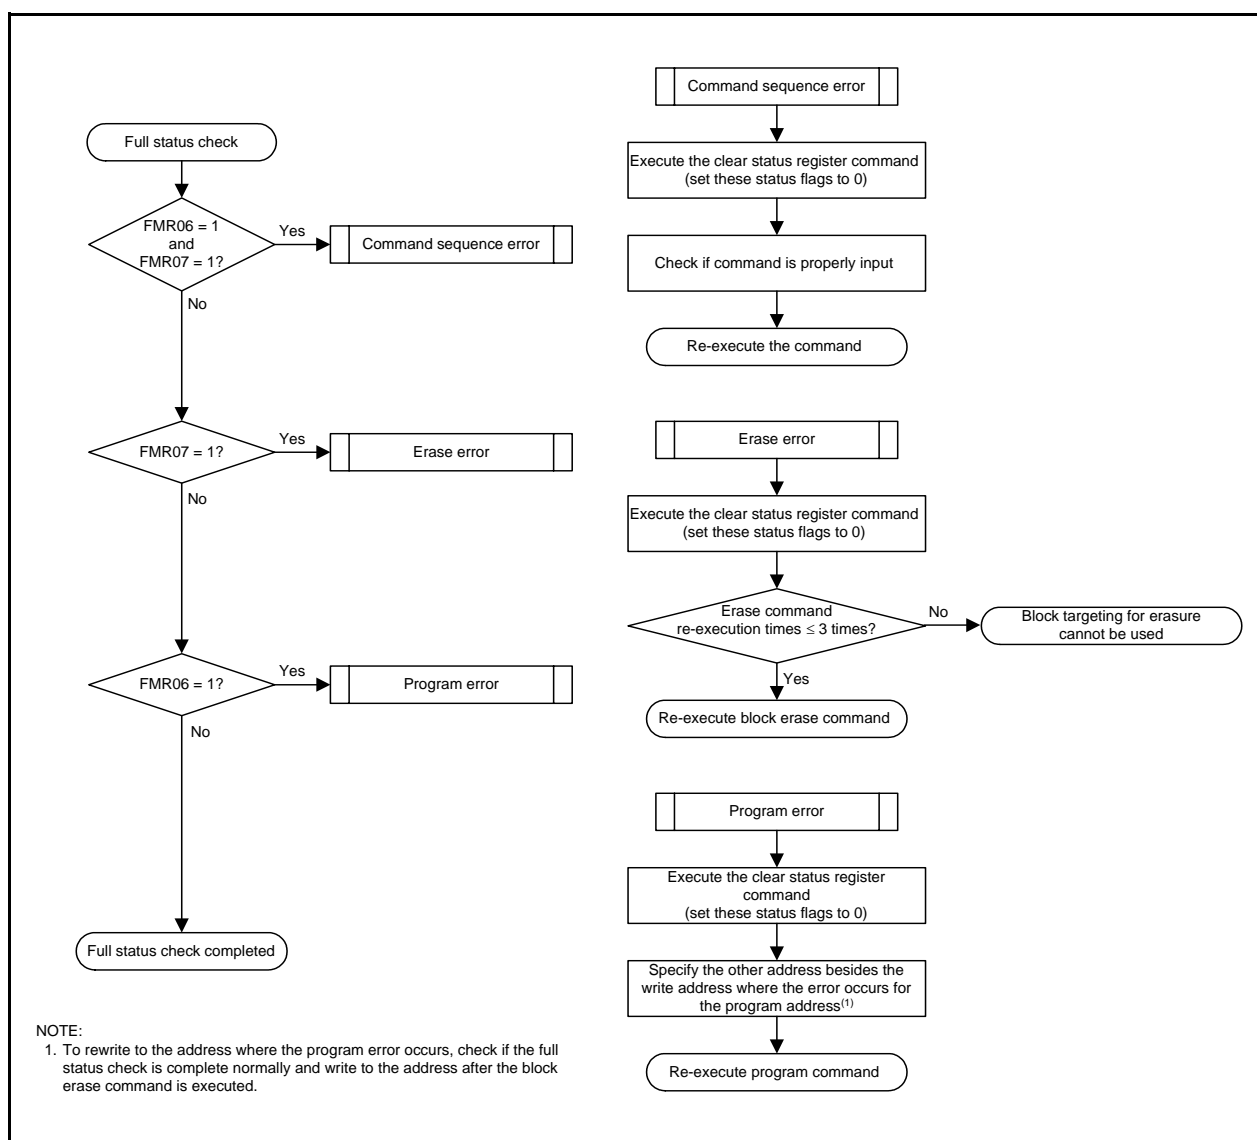 Full status check
FMR06 = 1
and
FMR07 = 1?
Yes
Command sequence error
No
FMR07 = 1?
Yes
Erase error
No
FMR06 = 1?
Yes
Program error
No
Full status check completed
Command sequence error
Execute the clear status register command
(set these status flags to 0)
Check if command is properly input
Re-execute the command
Erase error
Execute the clear status register command
(set these status flags to 0)
Erase command
re-execution times ≤ 3 times?
No
Block targeting for erasure
cannot be used
Yes
Re-execute block erase command
Program error
Execute the clear status register
command
(set these status flags to 0)
Specify the other address besides the
write address where the error occurs for
the program address(1)
Re-execute program command
NOTE:
1. To rewrite to the address where the program error occurs, check if the full
status check is complete normally and write to the address after the block
erase command is executed.